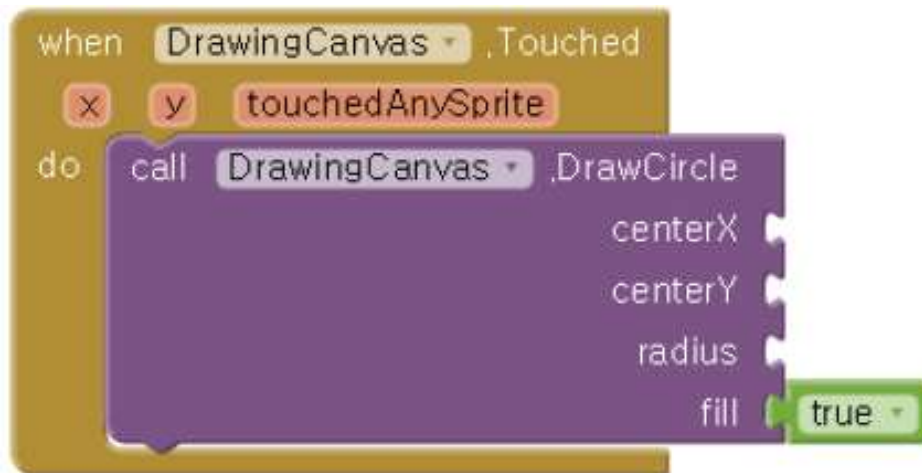 when DrawingCanvas .Touched
x y touchedAnySprite
do call DrawingCanvas .DrawCircle
centerX
centerY
radius
fill true